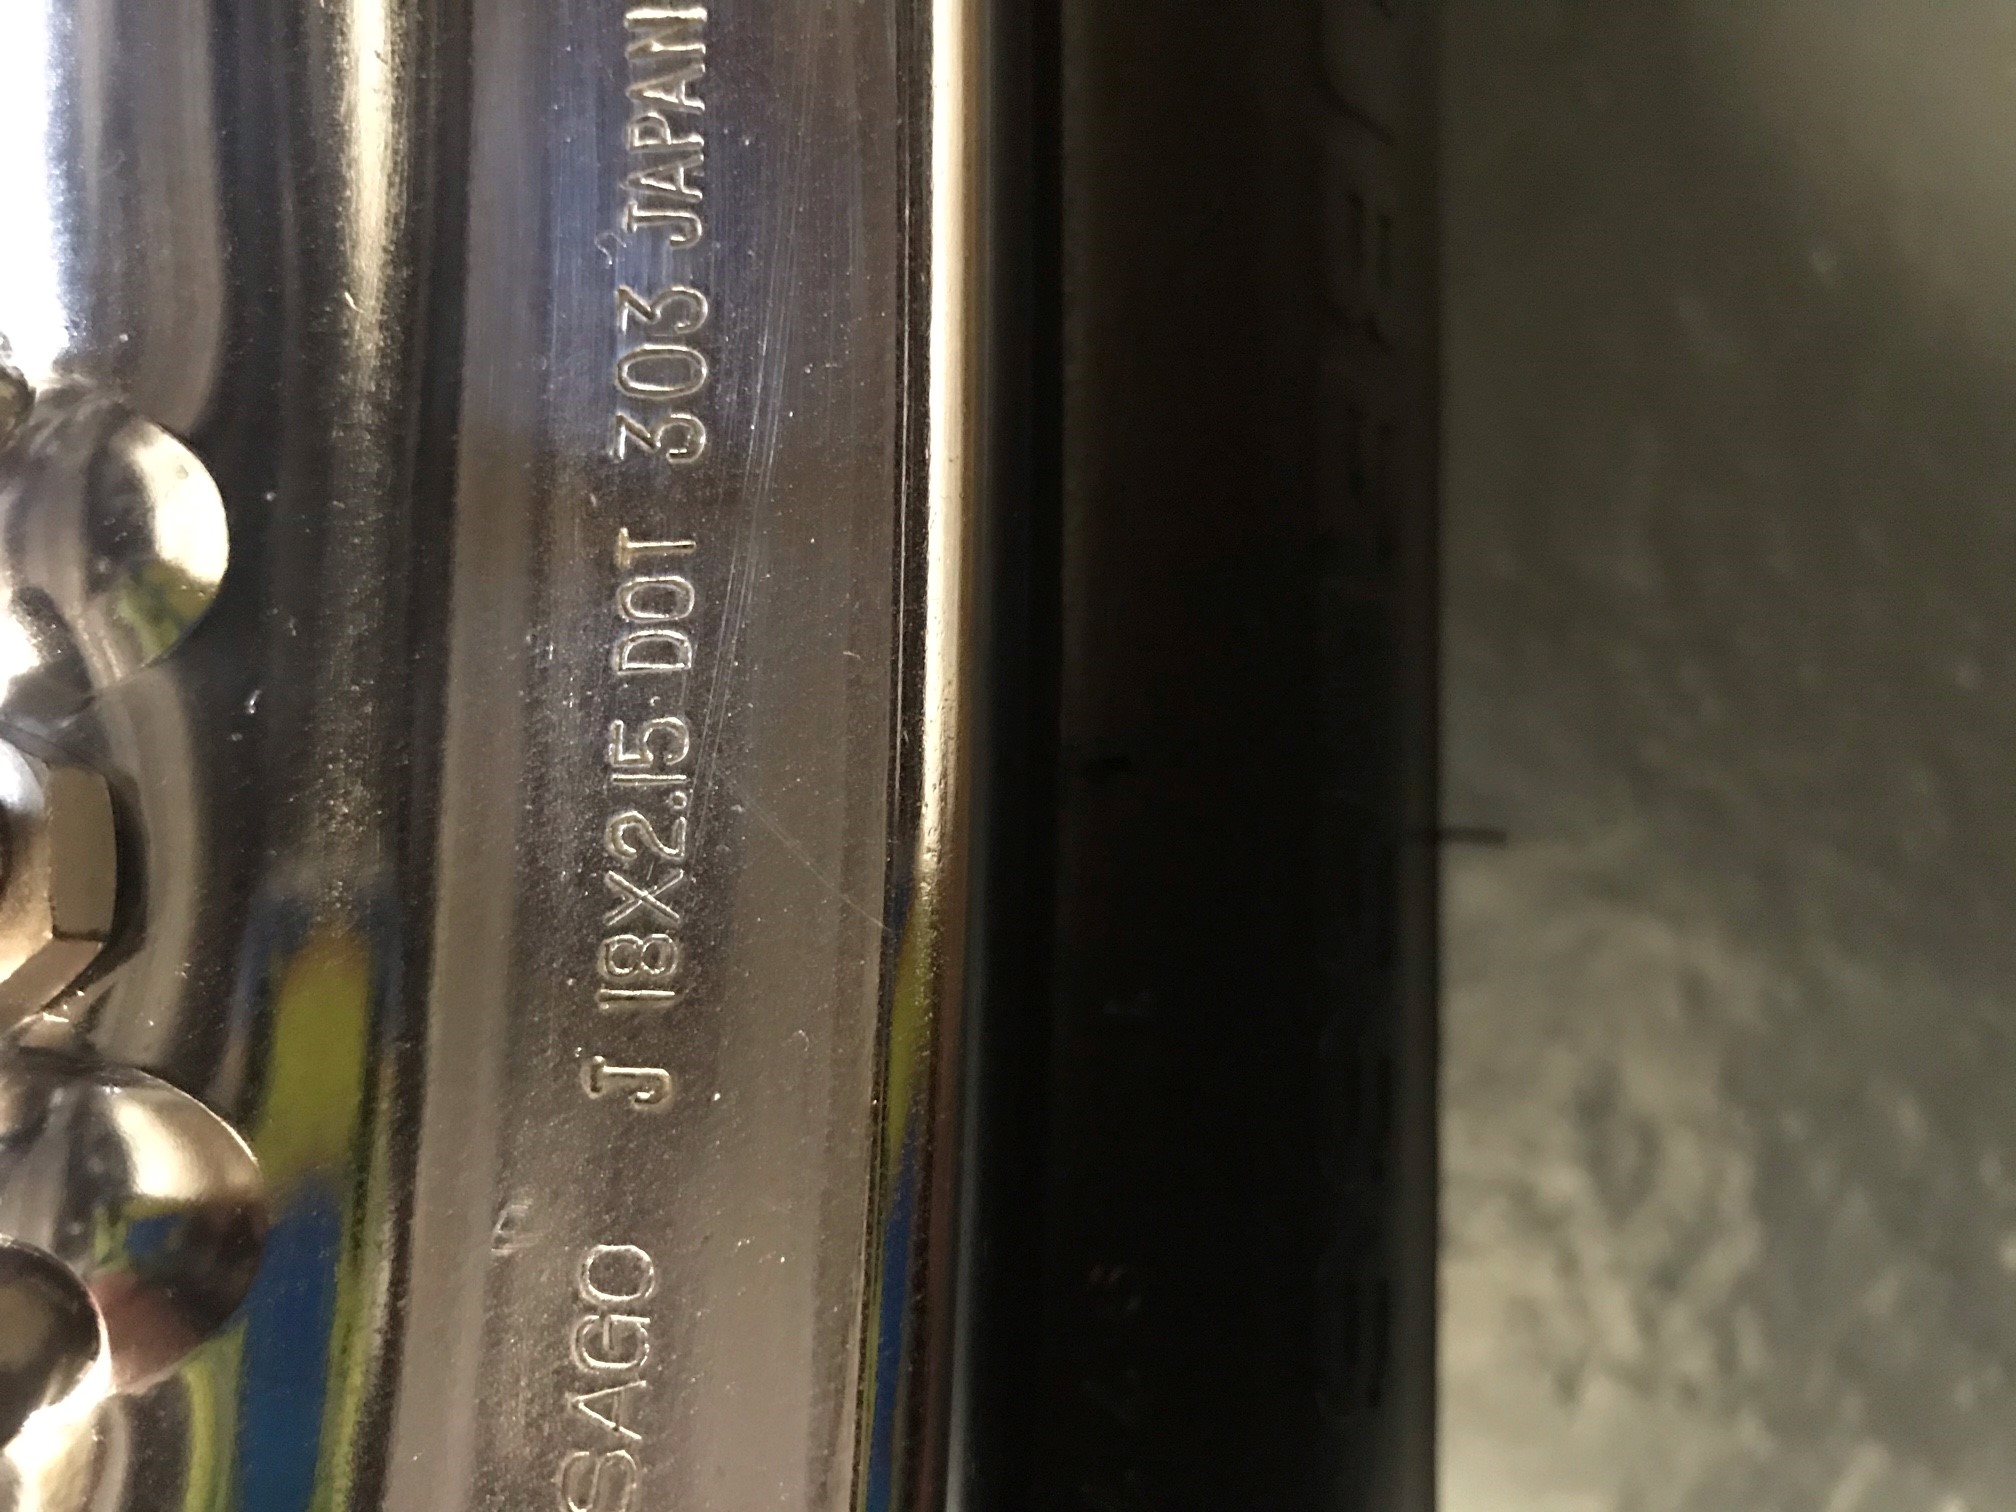 SAGO J 18X2.15 DOT 303 JAPAN